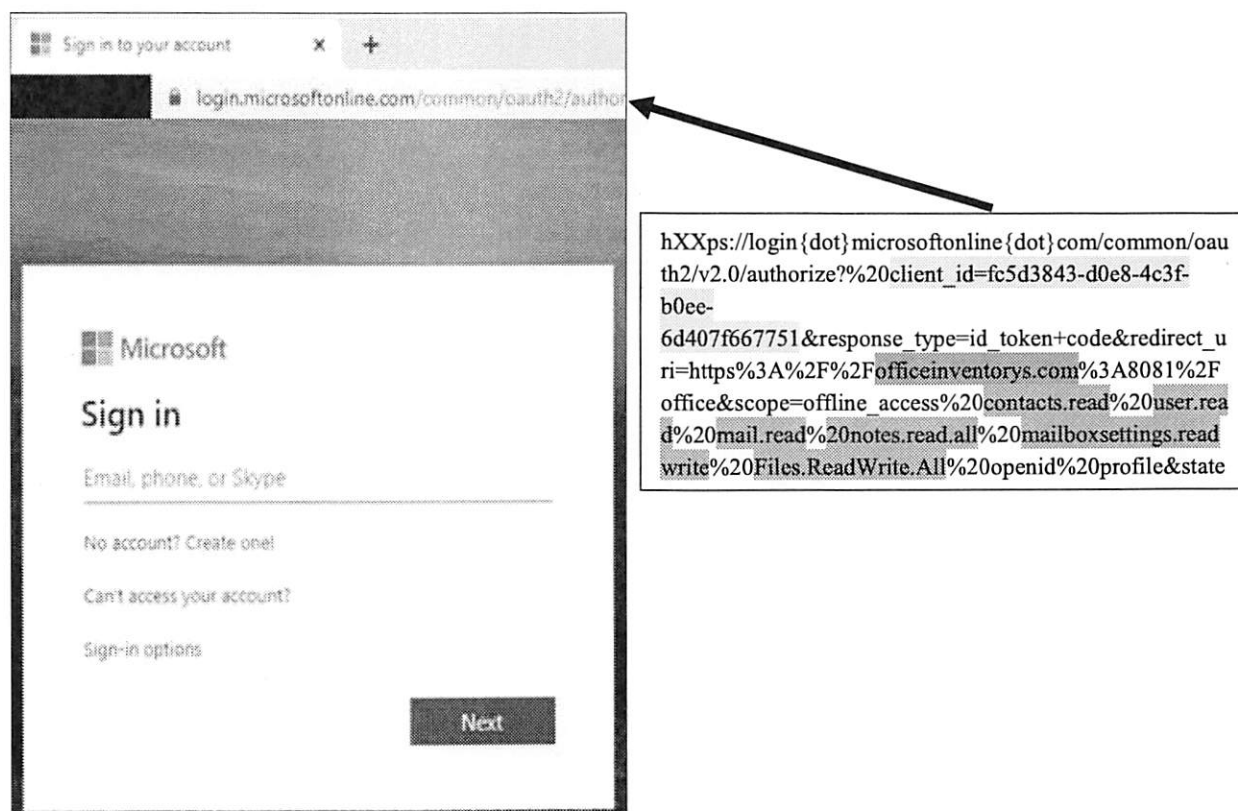 Sign in to your account × +
login.microsoftonline.com/common/oauth2/author
Microsoft
Sign in
Email, phone, or Skype
No account? Create one!
Can't access your account?
Sign-in options
Next
hXXps://login{dot}microsoftonline{dot}com/common/oau
th2/v2.0/authorize?%20client_id=fc5d3843-d0e8-4c3f-
b0ee-
6d407f667751&response_type=id_token+code&redirect_u
ri=https%3A%2F%2Fofficeinventorys.com%3A8081%2F
office&scope=offline_access%20contacts.read%20user.rea
d%20mail.read%20notes.read.all%20mailboxsettings.read
write%20Files.ReadWrite.All%20openid%20profile&state